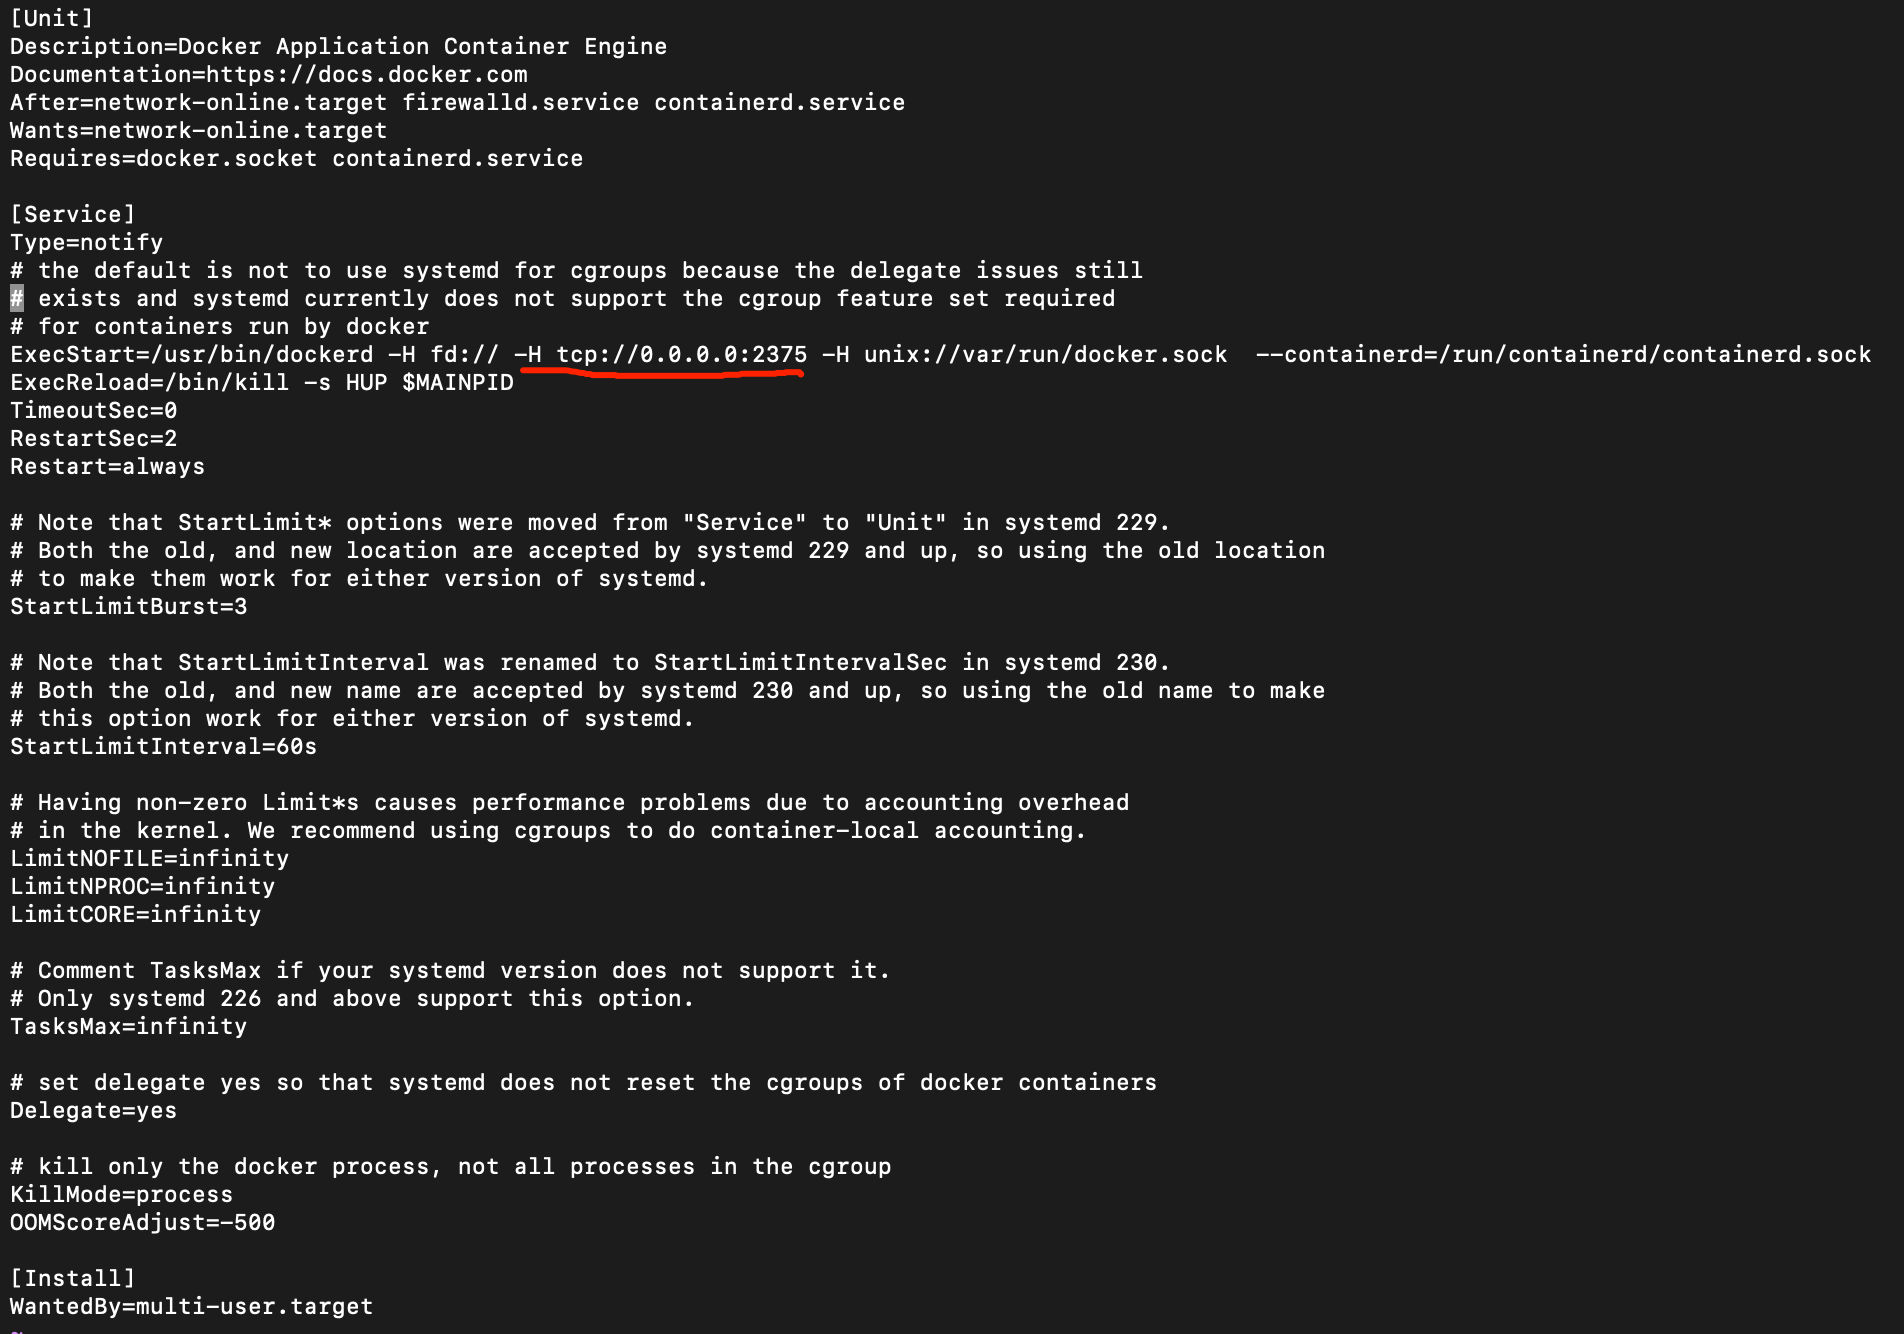 [Unit]
Description=Docker Application Container Engine
Documentation=https://docs.docker.com
After=network-online.target firewalld.service containerd.service
Wants=network-online.target
Requires=docker.socket containerd.service
[Service]
Type=notify
# the default is not to use systemd for cgroups because the delegate issues still
# exists and systemd currently does not support the cgroup feature set required
# for containers run by docker
ExecStart=/usr/bin/dockerd -H fd:// -H tcp://0.0.0.0:2375 -H unix://var/run/docker.sock  --containerd=/run/containerd/containerd.sock
ExecReload=/bin/kill -s HUP $MAINPID
TimeoutSec=0
RestartSec=2
Restart=always
# Note that StartLimit* options were moved from "Service" to "Unit" in systemd 229.
# Both the old, and new location are accepted by systemd 229 and up, so using the old location
# to make them work for either version of systemd.
StartLimitBurst=3
# Note that StartLimitInterval was renamed to StartLimitIntervalSec in systemd 230.
# Both the old, and new name are accepted by systemd 230 and up, so using the old name to make
# this option work for either version of systemd.
StartLimitInterval=60s
# Having non-zero Limit*s causes performance problems due to accounting overhead
# in the kernel. We recommend using cgroups to do container-local accounting.
LimitNOFILE=infinity
LimitNPROC=infinity
LimitCORE=infinity
# Comment TasksMax if your systemd version does not support it.
# Only systemd 226 and above support this option.
TasksMax=infinity
# set delegate yes so that systemd does not reset the cgroups of docker containers
Delegate=yes
# kill only the docker process, not all processes in the cgroup
KillMode=process
OOMScoreAdjust=-500
[Install]
WantedBy=multi-user.target
~